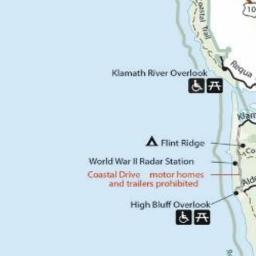 Coastal Trail
10
Requa
Klamath River Overlook
Klam
Flint Ridge
Co
World War II Radar Station
Coastal Drive motor homes
and trailers prohibited
Alde
High Bluff Overlook